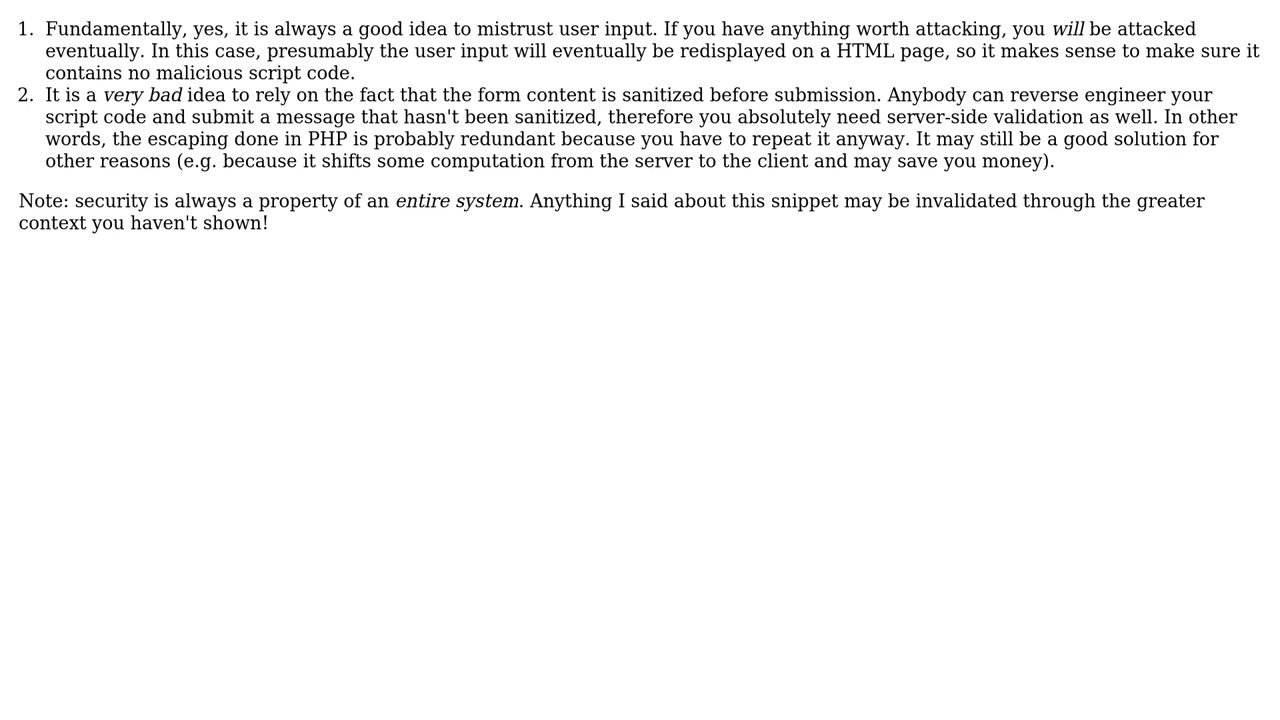 1. Fundamentally, yes, it is always a good idea to mistrust user input. If you have anything worth attacking, you will be attacked
eventually. In this case, presumably the user input will eventually be redisplayed on a HTML page, so it makes sense to make sure it
contains no malicious script code.
2. It is a very bad idea to rely on the fact that the form content is sanitized before submission. Anybody can reverse engineer your
script code and submit a message that hasn't been sanitized, therefore you absolutely need server-side validation as well. In other
words, the escaping done in PHP is probably redundant because you have to repeat it anyway. It may still be a good solution for
other reasons (e.g. because it shifts some computation from the server to the client and may save you money).
Note: security is always a property of an entire system. Anything I said about this snippet may be invalidated through the greater
context you haven't shown!